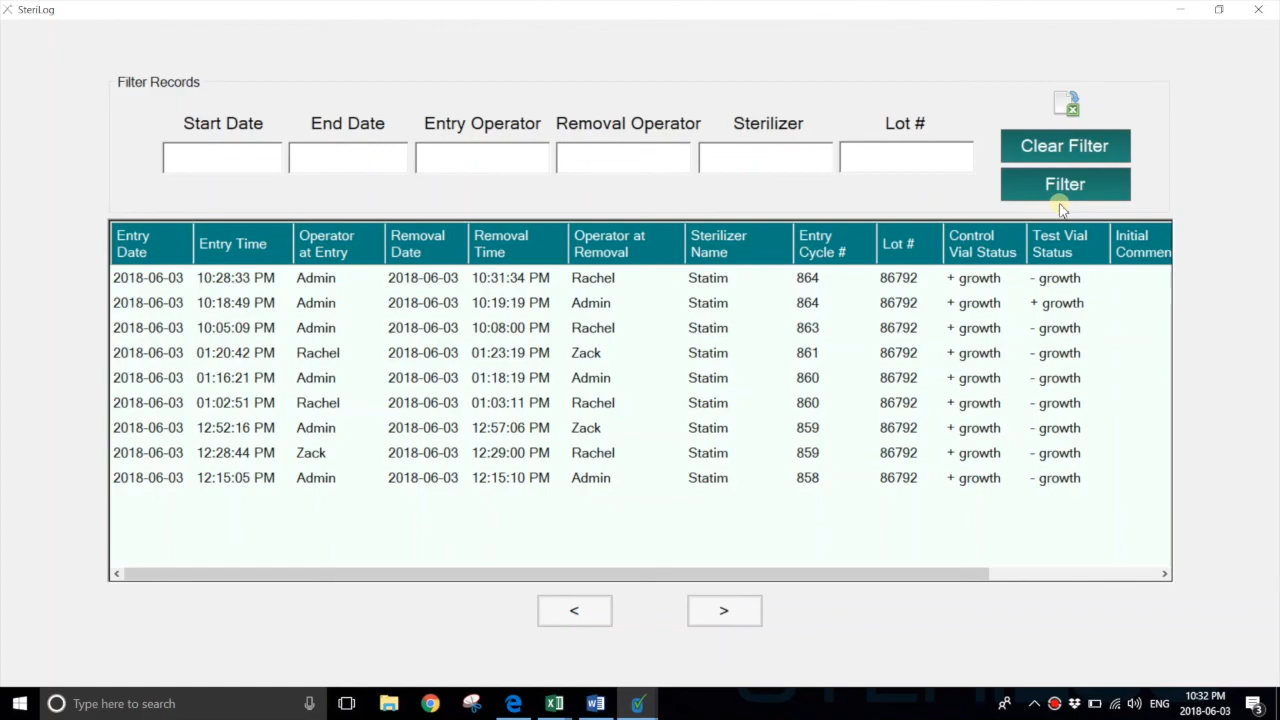 SteriLog
Filter Records
Start Date End Date Entry Operator Removal Operator Sterilizer Lot #
Clear Filter
Filter
Entry Date Entry Time Operator at Entry Removal Date Removal Time Operator at Removal Sterilizer Name Entry Cycle # Lot # Control Vial Status Test Vial Status Initial Commen
2018-06-03 10:28:33 PM Admin 2018-06-03 10:31:34 PM Rachel Statim 864 86792 + growth - growth
2018-06-03 10:18:49 PM Admin 2018-06-03 10:19:19 PM Admin Statim 864 86792 + growth + growth
2018-06-03 10:05:09 PM Admin 2018-06-03 10:08:00 PM Rachel Statim 863 86792 + growth - growth
2018-06-03 01:20:42 PM Rachel 2018-06-03 01:23:19 PM Zack Statim 861 86792 + growth - growth
2018-06-03 01:16:21 PM Admin 2018-06-03 01:18:19 PM Admin Statim 860 86792 + growth - growth
2018-06-03 01:02:51 PM Rachel 2018-06-03 01:03:11 PM Rachel Statim 860 86792 + growth - growth
2018-06-03 12:52:16 PM Admin 2018-06-03 12:57:06 PM Zack Statim 859 86792 + growth - growth
2018-06-03 12:28:44 PM Zack 2018-06-03 12:29:00 PM Rachel Statim 859 86792 + growth - growth
2018-06-03 12:15:05 PM Admin 2018-06-03 12:15:10 PM Admin Statim 858 86792 + growth - growth
< >
Type here to search
ENG
10:32 PM
2018-06-03
3